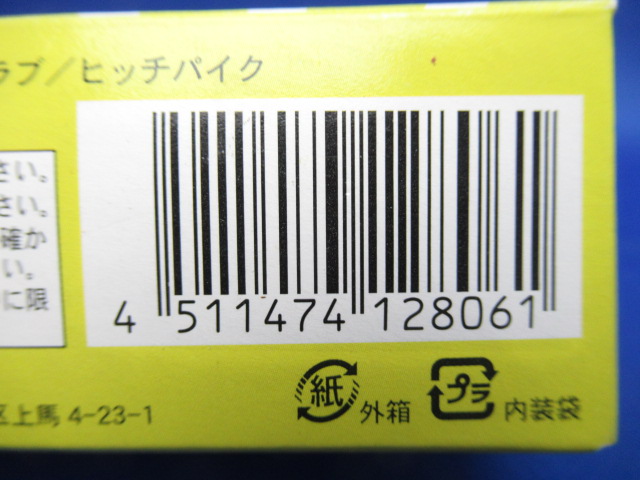 ラブ／ヒッチパイク
さい。
さい。
確か
い。
に限
4 511474 128061
区上馬 4-23-1
紙 外箱
プラ 内装袋